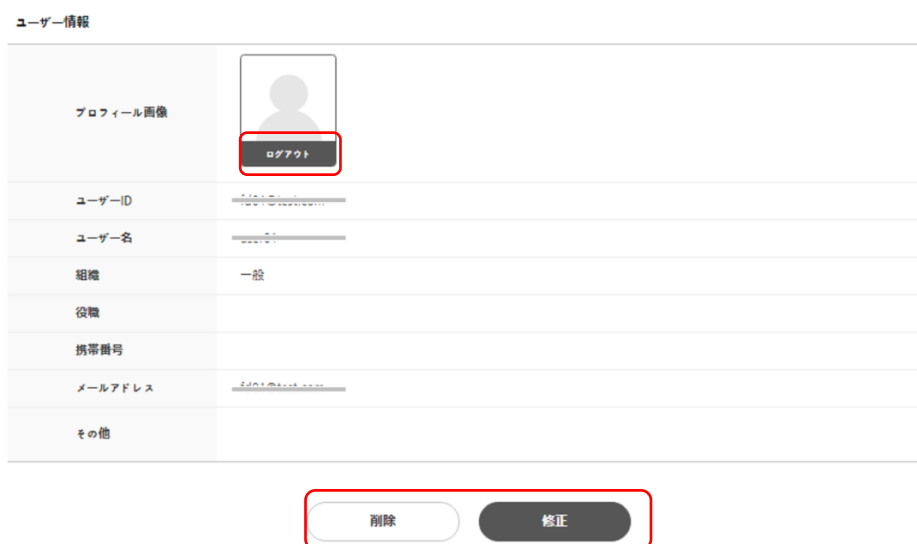 ユーザー情報
プロフィール画像
ログアウト
ユーザーID
ユーザー名
組織 一般
役職
携帯番号
メールアドレス
その他
削除 修正